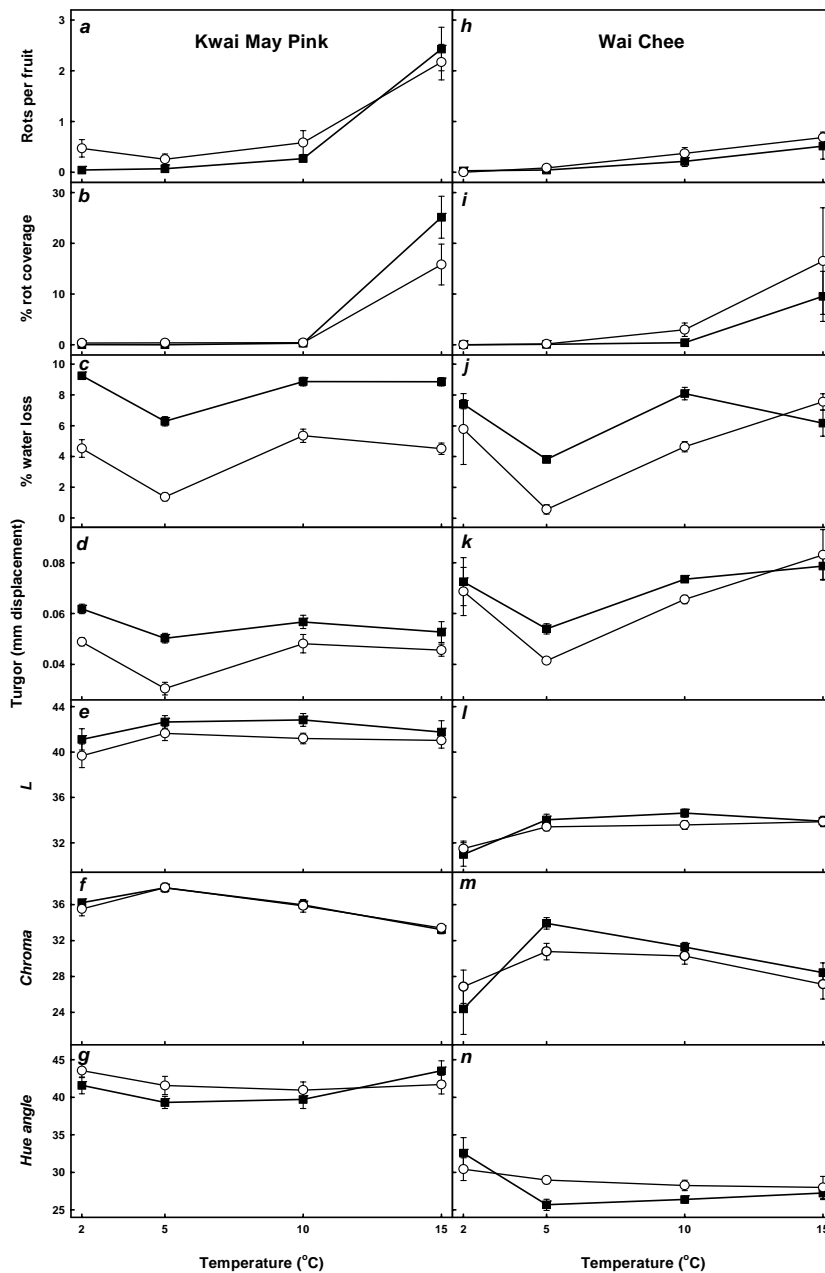 a
Kwai May Pink
h
Wai Chee
Rots per fruit
3
2
1
0
b
i
% rot coverage
30
20
10
0
c
j
% water loss
10
8
6
4
2
0
d
k
Turgor (mm displacement)
0.08
0.06
0.04
e
l
L
44
40
36
32
f
m
Chroma
36
32
28
24
g
n
Hue angle
45
40
35
30
25
2 5 10 15 2 5 10 15
Temperature (°C) Temperature (°C)